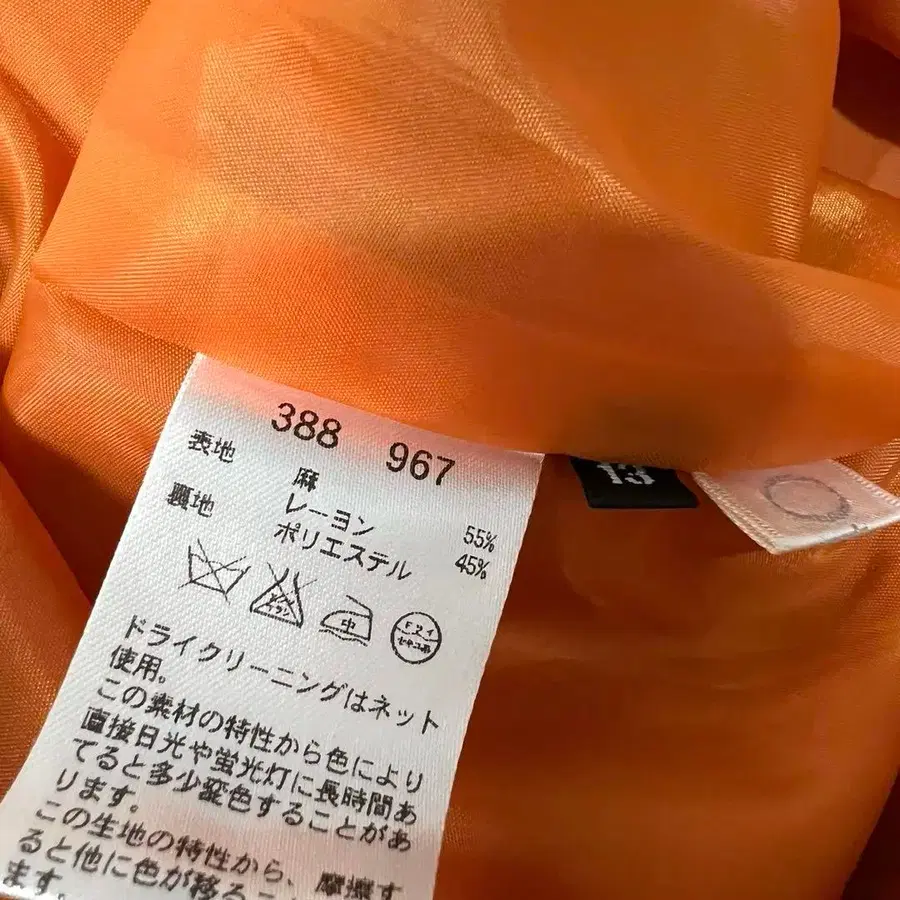 388 967
表地 麻 55%
レーヨン 45%
裏地 ポリエステル
中
ドライ
セキユ系
ドライクリーニングはネット
使用。
この素材の特性から色により
直接日光や蛍光灯に長時間あ
てると多少変色することがあ
ります。
この生地の特性から、摩擦す
ると他に色が移るこ
ます。
13